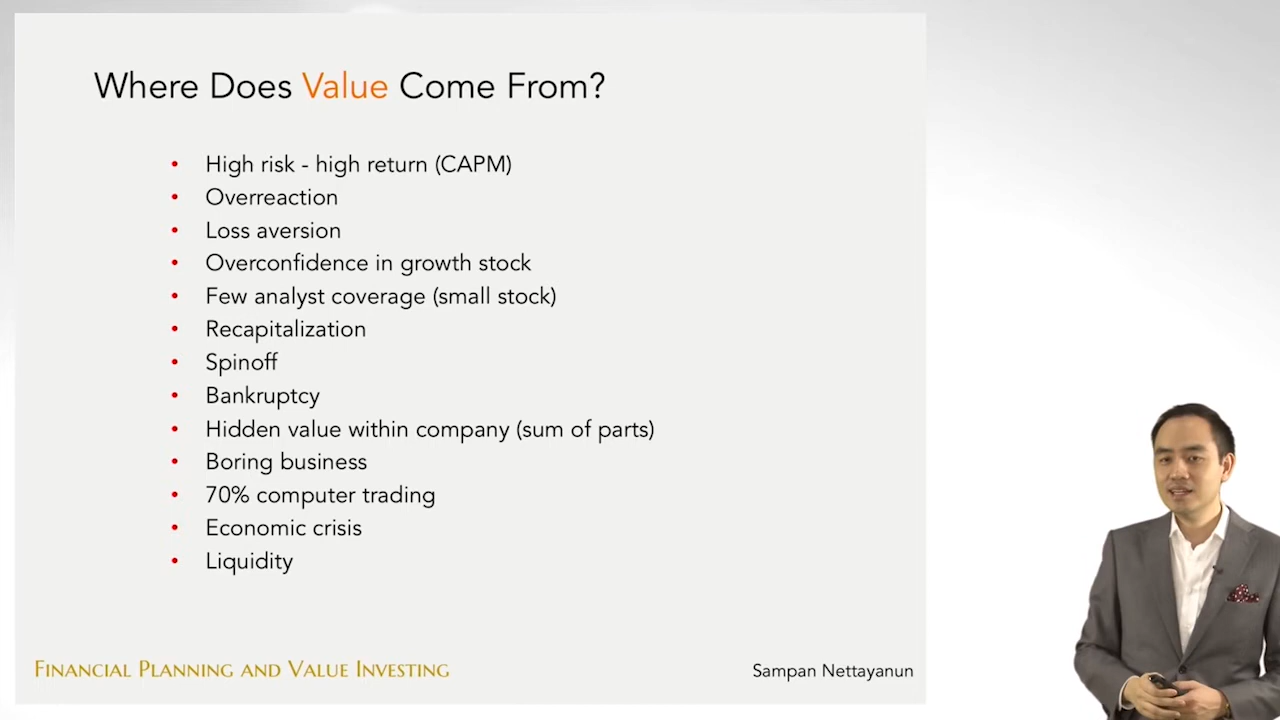 Where Does Value Come From?
• High risk - high return (CAPM)
• Overreaction
• Loss aversion
• Overconfidence in growth stock
• Few analyst coverage (small stock)
• Recapitalization
• Spinoff
• Bankruptcy
• Hidden value within company (sum of parts)
• Boring business
• 70% computer trading
• Economic crisis
• Liquidity
Financial Planning and Value Investing
Sampan Nettayanun